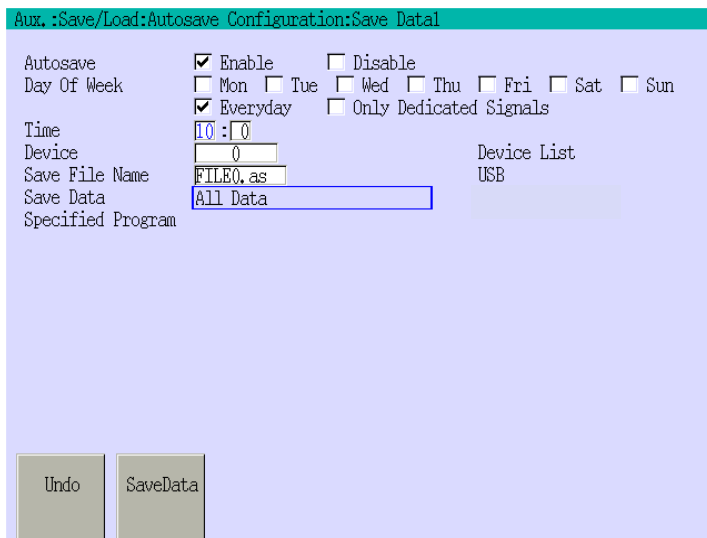 Aux.:Save/Load:Autosave Configuration:Save Data1
Autosave Enable Disable
Day Of Week Mon Tue Wed Thu Fri Sat Sun
Everyday Only Dedicated Signals
Time 10 : 0
Device 0 Device List
Save File Name FILE0.as USB
Save Data All Data
Specified Program
Undo SaveData